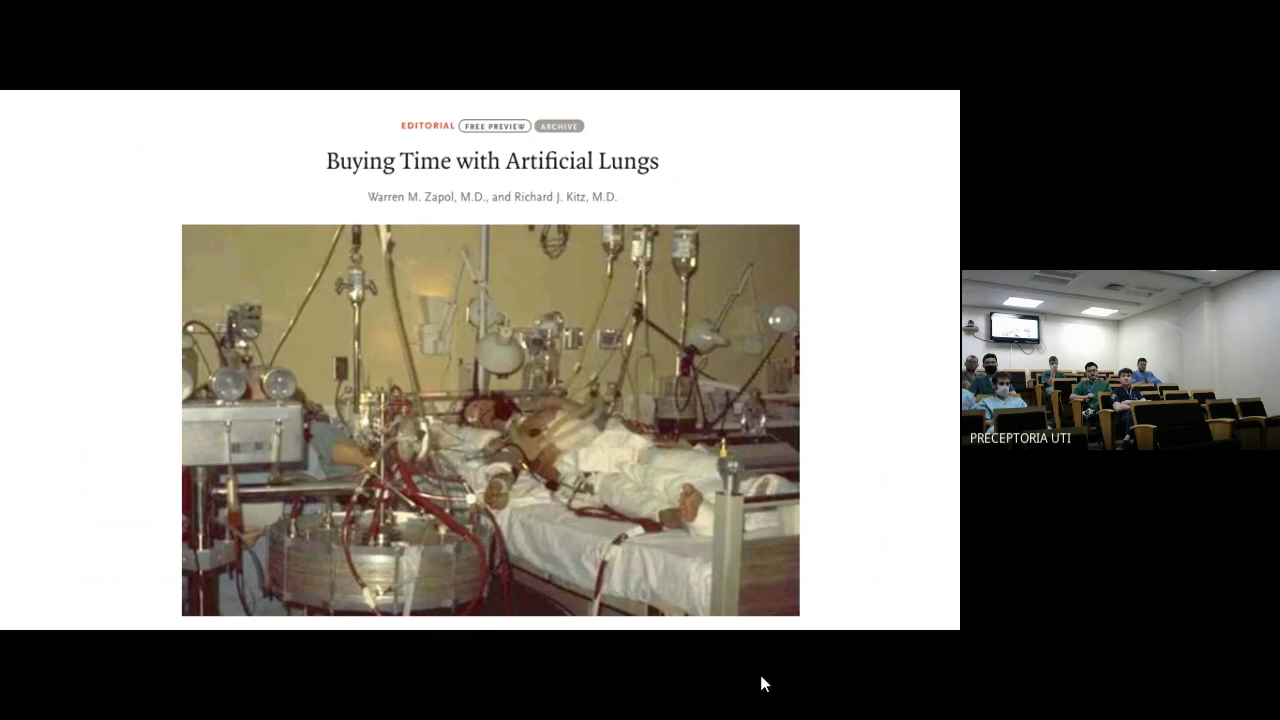 EDITORIAL FREE PREVIEW ARCHIVE
Buying Time with Artificial Lungs
Warren M. Zapol, M.D., and Richard J. Kitz, M.D.
PRECEPTORIA UTI